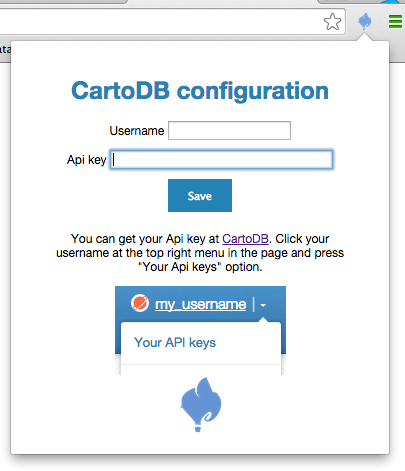 CartoDB configuration
Username
Api key
Save
You can get your Api key at CartoDB. Click your
username at the top right menu in the page and press
"Your Api keys" option.
my_username
Your API keys